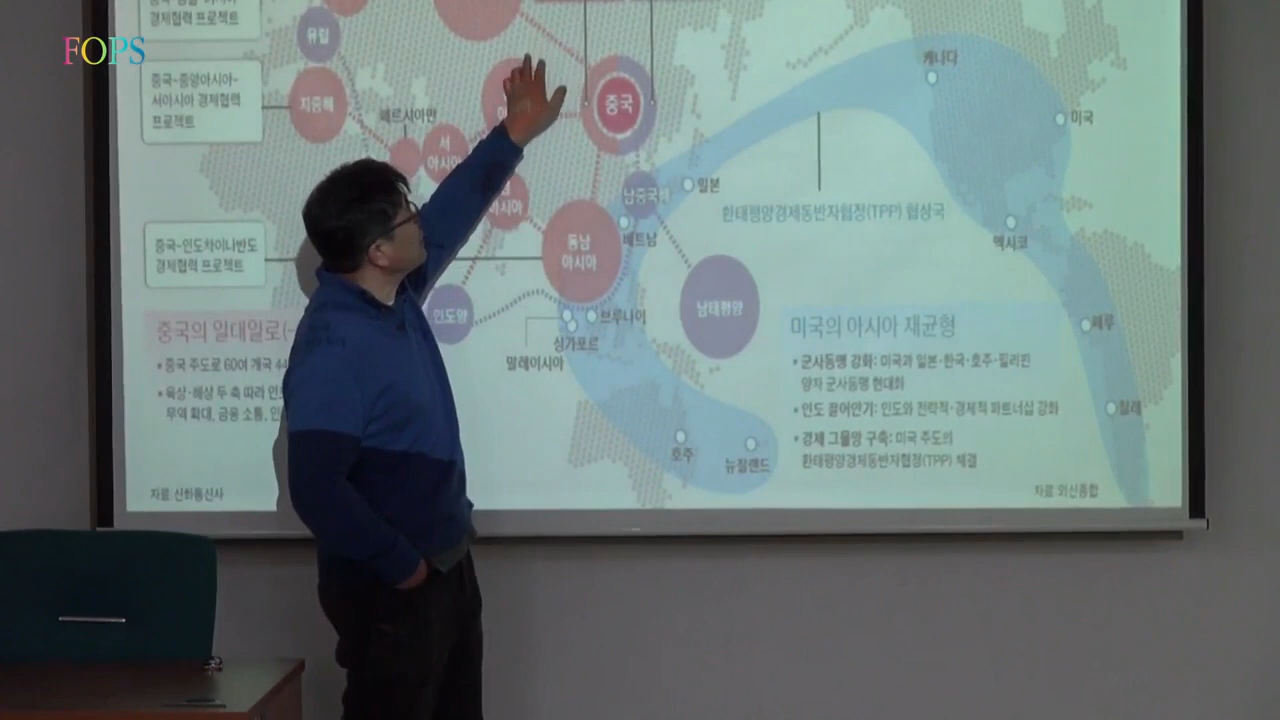 FOPS
경제협력 프로젝트
중국-중앙아시아-
서아시아 경제협력
프로젝트
중국-인도차이나반도
경제협력 프로젝트
유럽
지중해
페르시아만
서
아시아
아시아
인도양
동남
아시아
중국
남중국해
남태평양
일본
베트남
브루나이
싱가포르
말레이시아
호주
뉴질랜드
캐나다
미국
멕시코
페루
칠레
환태평양경제동반자협정(TPP) 협상국
중국의 일대일로(
• 중국 주도로 60여 개국
• 육상·해상 두 축 따라
무역 확대, 금융 소통,
자료 신화통신사
미국의 아시아 재균형
• 군사동맹 강화: 미국과 일본·한국·호주·필리핀
양자 군사동맹 현대화
• 인도 끌어안기: 인도와 전략적·경제적 파트너십 강화
• 경제 그물망 구축: 미국 주도의
환태평양경제동반자협정(TPP) 체결
자료 외신종합